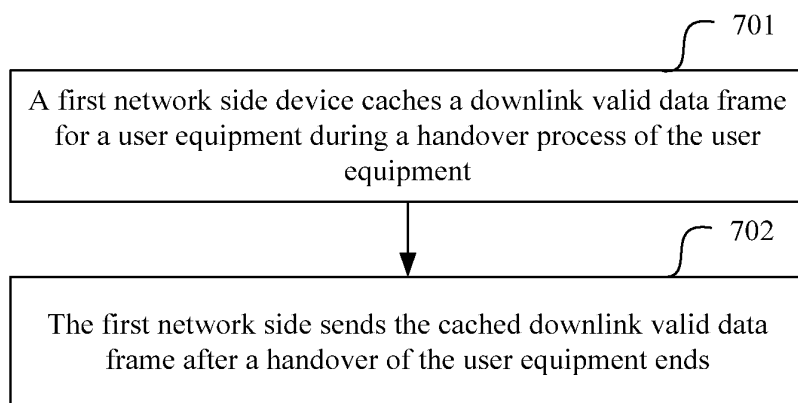 701
A first network side device caches a downlink valid data frame
for a user equipment during a handover process of the user
equipment
702
The first network side sends the cached downlink valid data
frame after a handover of the user equipment ends